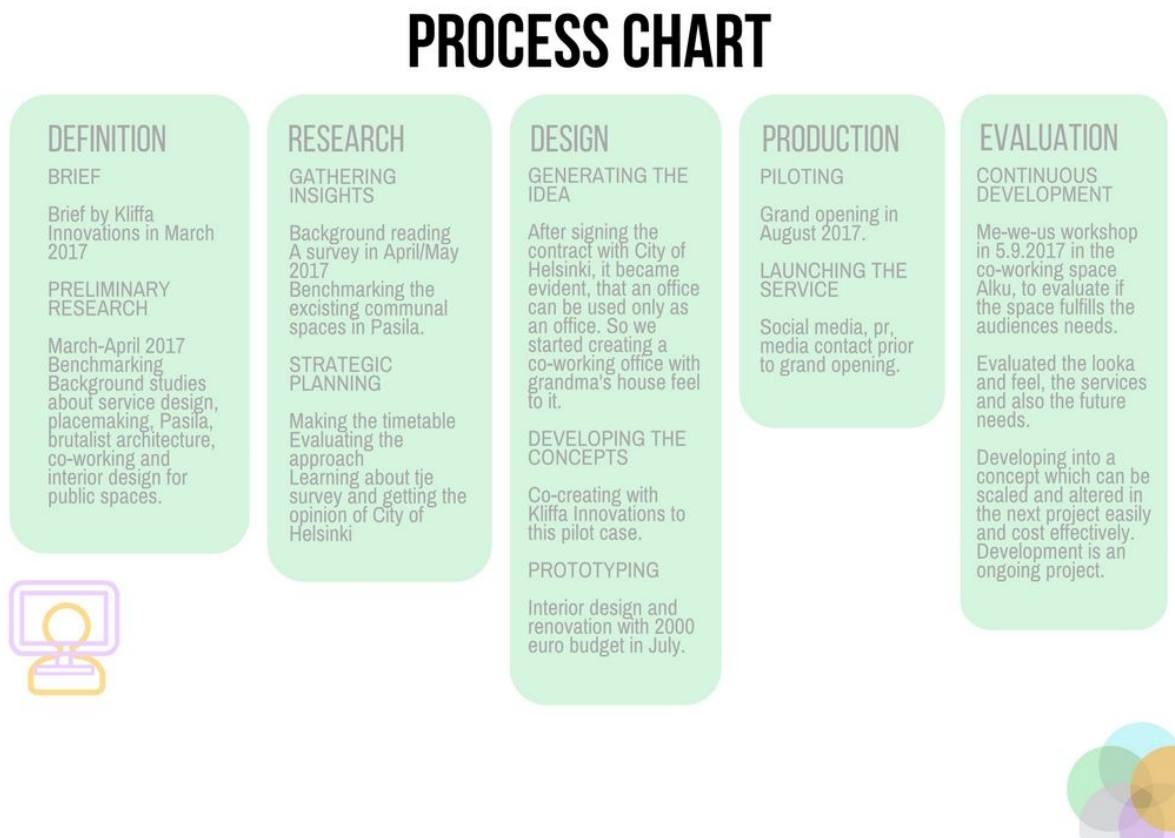 PROCESS CHART
DEFINITION
BRIEF
Brief by Kliffa
Innovations in March
2017
PRELIMINARY
RESEARCH
March-April 2017
Benchmarking
Background studies
about service design,
placemaking, Pasila,
brutalist architecture,
co-working and
interior design for
public spaces.
RESEARCH
GATHERING
INSIGHTS
Background reading
A survey in April/May
2017
Benchmarking the
excisting communal
spaces in Pasila.
STRATEGIC
PLANNING
Making the timetable
Evaluating the
approach
Learning about tje
survey and getting the
opinion of City of
Helsinki
DESIGN
GENERATING THE
IDEA
After signing the
contract with City of
Helsinki, it became
evident, that an office
can be used only as
an office. So we
started creating a
co-working office with
grandma's house feel
to it.
DEVELOPING THE
CONCEPTS
Co-creating with
Kliffa Innovations to
this pilot case.
PROTOTYPING
Interior design and
renovation with 2000
euro budget in July.
PRODUCTION
PILOTING
Grand opening in
August 2017.
LAUNCHING THE
SERVICE
Social media, pr,
media contact prior
to grand opening.
EVALUATION
CONTINUOUS
DEVELOPMENT
Me-we-us workshop
in 5.9.2017 in the
co-working space
Alku, to evaluate if
the space fulfills the
audiences needs.
Evaluated the looka
and feel, the services
and also the future
needs.
Developing into a
concept which can be
scaled and altered in
the next project easily
and cost effectively.
Development is an
ongoing project.